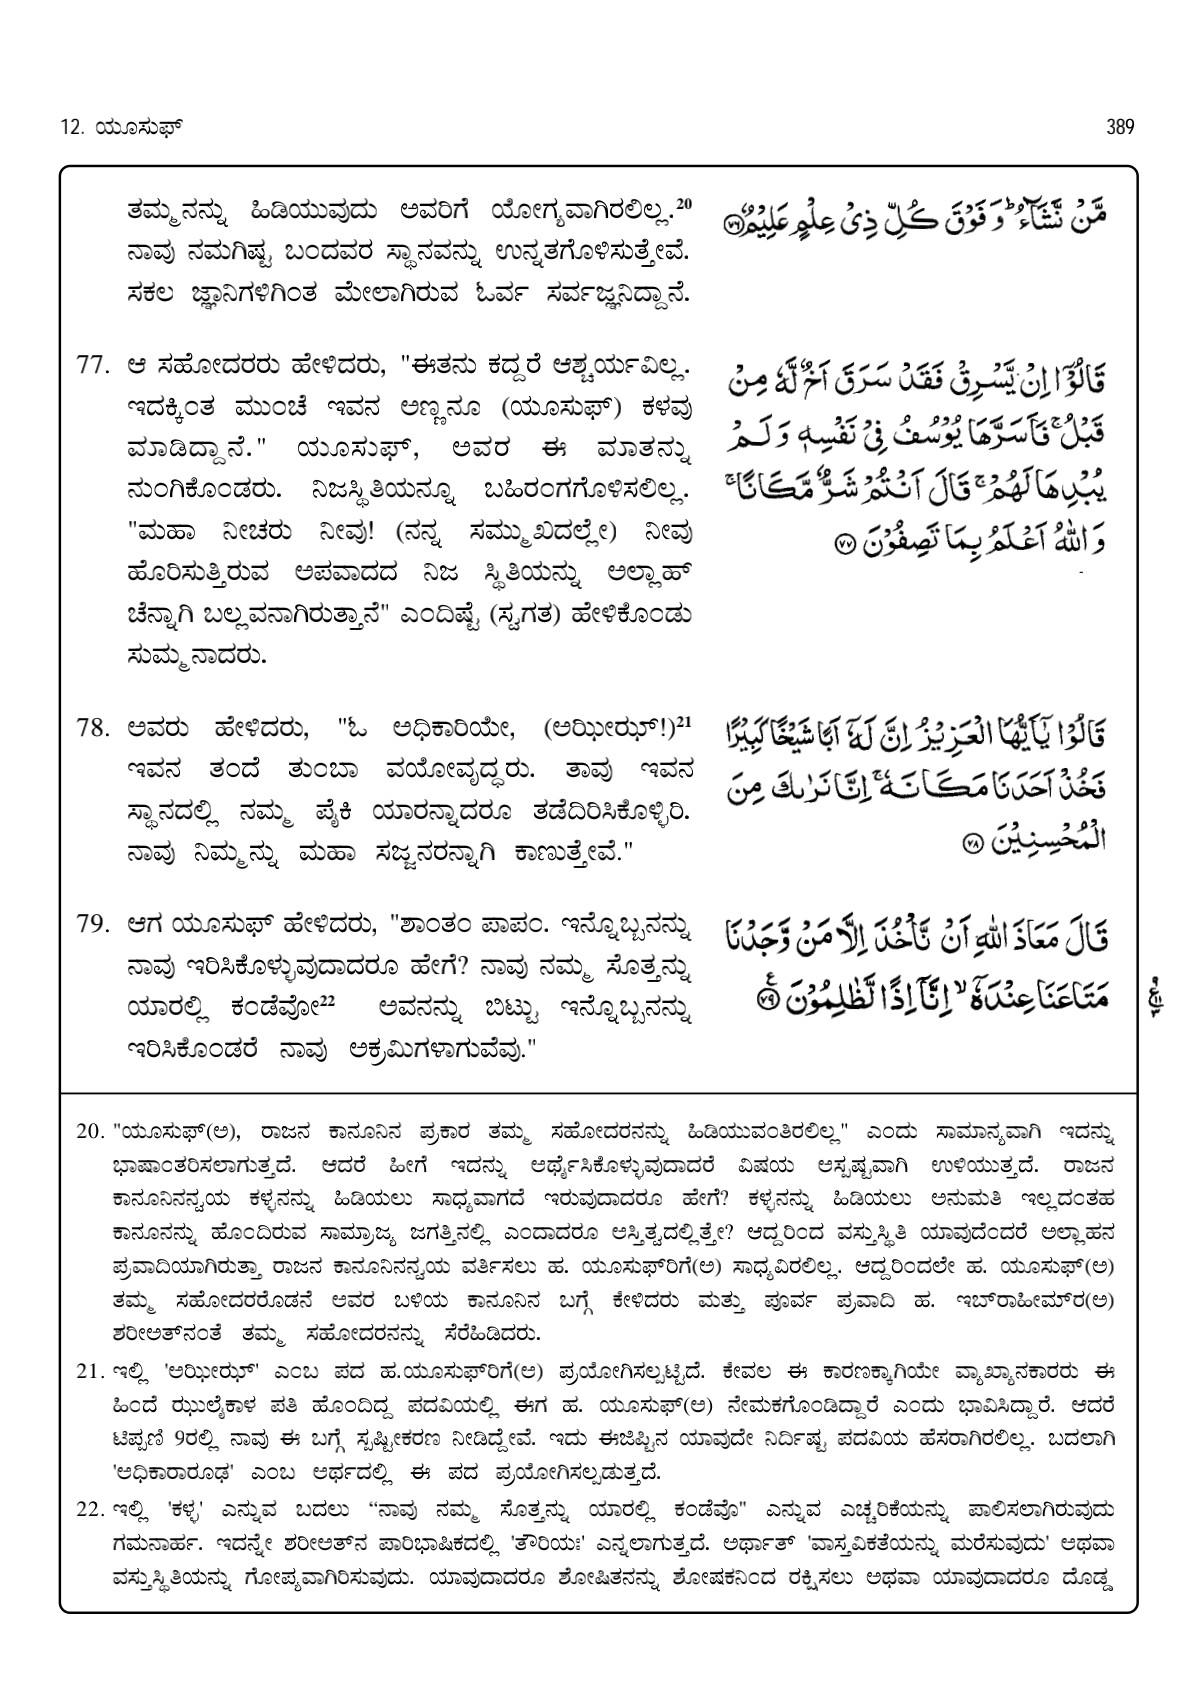 12. ಯೂಸುಫ್
389
ತಮ್ಮನನ್ನು ಹಿಡಿಯುವುದು ಅವರಿಗೆ ಯೋಗ್ಯವಾಗಿರಲಿಲ್ಲ.20
ನಾವು ನಮಗಿಷ್ಟ ಬಂದವರ ಸ್ಥಾನವನ್ನು ಉನ್ನತಗೊಳಿಸುತ್ತೇವೆ.
ಸಕಲ ಜ್ಞಾನಿಗಳಿಗಿಂತ ಮೇಲಾಗಿರುವ ಓರ್ವ ಸರ್ವಜ್ಞನಿದ್ದಾನೆ.
مَّنْ نَّشَآءُ ؕ وَ فَوْقَ كُلِّ ذِیْ عِلْمٍ عَلِیْمٌ ﴿۷۶﴾
77. ಆ ಸಹೋದರರು ಹೇಳಿದರು, "ಈತನು ಕದ್ದರೆ ಆಶ್ಚರ್ಯವಿಲ್ಲ.
ಇದಕ್ಕಿಂತ ಮುಂಚೆ ಇವನ ಅಣ್ಣನೂ (ಯೂಸುಫ್) ಕಳವು
ಮಾಡಿದ್ದಾನೆ." ಯೂಸುಫ್, ಅವರ ಈ ಮಾತನ್ನು
ನುಂಗಿಕೊಂಡರು. ನಿಜಸ್ಥಿತಿಯನ್ನೂ ಬಹಿರಂಗಗೊಳಿಸಲಿಲ್ಲ.
"ಮಹಾ ನೀಚರು ನೀವು! (ನನ್ನ ಸಮ್ಮುಖದಲ್ಲೇ) ನೀವು
ಹೊರಿಸುತ್ತಿರುವ ಅಪವಾದದ ನಿಜ ಸ್ಥಿತಿಯನ್ನು ಅಲ್ಲಾಹ್
ಚೆನ್ನಾಗಿ ಬಲ್ಲವನಾಗಿರುತ್ತಾನೆ" ಎಂದಿಷ್ಟೆ (ಸ್ವಗತ) ಹೇಳಿಕೊಂಡು
ಸುಮ್ಮನಾದರು.
قَالُوْۤا اِنْ یَّسْرِقْ فَقَدْ سَرَقَ اَخٌ لَّهٗ مِنْ
قَبْلُ ۚ فَاَسَرَّهَا یُوْسُفُ فِیْ نَفْسِهٖ وَ لَمْ
یُبْدِهَا لَهُمْ ۚ قَالَ اَنْتُمْ شَرٌّ مَّكَانًا ۚ
وَ اللّٰهُ اَعْلَمُ بِمَا تَصِفُوْنَ ﴿۷۷﴾
78. ಅವರು ಹೇಳಿದರು, "ಓ ಅಧಿಕಾರಿಯೇ, (ಅಝೀಝ್!)21
ಇವನ ತಂದೆ ತುಂಬಾ ವಯೋವೃದ್ಧರು. ತಾವು ಇವನ
ಸ್ಥಾನದಲ್ಲಿ ನಮ್ಮ ಪೈಕಿ ಯಾರನ್ನಾದರೂ ತಡೆದಿರಿಸಿಕೊಳ್ಳಿರಿ.
ನಾವು ನಿಮ್ಮನ್ನು ಮಹಾ ಸಜ್ಜನರನ್ನಾಗಿ ಕಾಣುತ್ತೇವೆ."
قَالُوْا یٰۤاَیُّهَا الْعَزِیْزُ اِنَّ لَهٗۤ اَبًا شَیْخًا كَبِیْرًا
فَخُذْ اَحَدَنَا مَكَانَهٗ ۚ اِنَّا نَرٰىكَ مِنَ
الْمُحْسِنِیْنَ ﴿۷۸﴾
79. ಆಗ ಯೂಸುಫ್ ಹೇಳಿದರು, "ಶಾಂತಂ ಪಾಪಂ. ಇನ್ನೊಬ್ಬನನ್ನು
ನಾವು ಇರಿಸಿಕೊಳ್ಳುವುದಾದರೂ ಹೇಗೆ? ನಾವು ನಮ್ಮ ಸೊತ್ತನ್ನು
ಯಾರಲ್ಲಿ ಕಂಡೆವೋ22 ಅವನನ್ನು ಬಿಟ್ಟು ಇನ್ನೊಬ್ಬನನ್ನು
ಇರಿಸಿಕೊಂಡರೆ ನಾವು ಅಕ್ರಮಿಗಳಾಗುವೆವು."
قَالَ مَعَاذَ اللّٰهِ اَنْ نَّاْخُذَ اِلَّا مَنْ وَّجَدْنَا
مَتَاعَنَا عِنْدَهٗۤ ۙ اِنَّاۤ اِذًا لَّظٰلِمُوْنَ ﴿۷۹﴾
20. "ಯೂಸುಫ್(ಅ), ರಾಜನ ಕಾನೂನಿನ ಪ್ರಕಾರ ತಮ್ಮ ಸಹೋದರನನ್ನು ಹಿಡಿಯುವಂತಿರಲಿಲ್ಲ" ಎಂದು ಸಾಮಾನ್ಯವಾಗಿ ಇದನ್ನು
ಭಾಷಾಂತರಿಸಲಾಗುತ್ತದೆ. ಆದರೆ ಹೀಗೆ ಇದನ್ನು ಅರ್ಥೈಸಿಕೊಳ್ಳುವುದಾದರೆ ವಿಷಯ ಅಸ್ಪಷ್ಟವಾಗಿ ಉಳಿಯುತ್ತದೆ. ರಾಜನ
ಕಾನೂನಿನನ್ವಯ ಕಳ್ಳನನ್ನು ಹಿಡಿಯಲು ಸಾಧ್ಯವಾಗದೆ ಇರುವುದಾದರೂ ಹೇಗೆ? ಕಳ್ಳನನ್ನು ಹಿಡಿಯಲು ಅನುಮತಿ ಇಲ್ಲದಂತಹ
ಕಾನೂನನ್ನು ಹೊಂದಿರುವ ಸಾಮ್ರಾಜ್ಯ ಜಗತ್ತಿನಲ್ಲಿ ಎಂದಾದರೂ ಅಸ್ತಿತ್ವದಲ್ಲಿತ್ತೇ? ಆದ್ದರಿಂದ ವಸ್ತುಸ್ಥಿತಿ ಯಾವುದೆಂದರೆ ಅಲ್ಲಾಹನ
ಪ್ರವಾದಿಯಾಗಿರುತ್ತಾ ರಾಜನ ಕಾನೂನಿನನ್ವಯ ವರ್ತಿಸಲು ಹ. ಯೂಸುಫ್‌ರಿಗೆ(ಅ) ಸಾಧ್ಯವಿರಲಿಲ್ಲ. ಆದ್ದರಿಂದಲೇ ಹ. ಯೂಸುಫ್(ಅ)
ತಮ್ಮ ಸಹೋದರರೊಡನೆ ಅವರ ಬಳಿಯ ಕಾನೂನಿನ ಬಗ್ಗೆ ಕೇಳಿದರು ಮತ್ತು ಪೂರ್ವ ಪ್ರವಾದಿ ಹ. ಇಬ್‌ರಾಹೀಮ್‌ರ(ಅ)
ಶರೀಅತ್‌ನಂತೆ ತಮ್ಮ ಸಹೋದರನನ್ನು ಸೆರೆಹಿಡಿದರು.
21. ಇಲ್ಲಿ 'ಅಝೀಝ್' ಎಂಬ ಪದ ಹ.ಯೂಸುಫ್‌ರಿಗೆ(ಅ) ಪ್ರಯೋಗಿಸಲ್ಪಟ್ಟಿದೆ. ಕೇವಲ ಈ ಕಾರಣಕ್ಕಾಗಿಯೇ ವ್ಯಾಖ್ಯಾನಕಾರರು ಈ
ಹಿಂದೆ ಝುಲೈಕಾಳ ಪತಿ ಹೊಂದಿದ್ದ ಪದವಿಯಲ್ಲಿ ಈಗ ಹ. ಯೂಸುಫ್(ಅ) ನೇಮಕಗೊಂಡಿದ್ದಾರೆ ಎಂದು ಭಾವಿಸಿದ್ದಾರೆ. ಆದರೆ
ಟಿಪ್ಪಣಿ 9ರಲ್ಲಿ ನಾವು ಈ ಬಗ್ಗೆ ಸ್ಪಷ್ಟೀಕರಣ ನೀಡಿದ್ದೇವೆ. ಇದು ಈಜಿಪ್ಟಿನ ಯಾವುದೇ ನಿರ್ದಿಷ್ಟ ಪದವಿಯ ಹೆಸರಾಗಿರಲಿಲ್ಲ. ಬದಲಾಗಿ
'ಅಧಿಕಾರಾರೂಢ' ಎಂಬ ಅರ್ಥದಲ್ಲಿ ಈ ಪದ ಪ್ರಯೋಗಿಸಲ್ಪಡುತ್ತದೆ.
22. ಇಲ್ಲಿ 'ಕಳ್ಳ' ಎನ್ನುವ ಬದಲು “ನಾವು ನಮ್ಮ ಸೊತ್ತನ್ನು ಯಾರಲ್ಲಿ ಕಂಡೆವೊ" ಎನ್ನುವ ಎಚ್ಚರಿಕೆಯನ್ನು ಪಾಲಿಸಲಾಗಿರುವುದು
ಗಮನಾರ್ಹ. ಇದನ್ನೇ ಶರೀಅತ್‌ನ ಪಾರಿಭಾಷಿಕದಲ್ಲಿ 'ತೌರಿಯಃ' ಎನ್ನಲಾಗುತ್ತದೆ. ಅರ್ಥಾತ್ 'ವಾಸ್ತವಿಕತೆಯನ್ನು ಮರೆಸುವುದು' ಅಥವಾ
ವಸ್ತುಸ್ಥಿತಿಯನ್ನು ಗೋಪ್ಯವಾಗಿರಿಸುವುದು. ಯಾವುದಾದರೂ ಶೋಷಿತನನ್ನು ಶೋಷಕನಿಂದ ರಕ್ಷಿಸಲು ಅಥವಾ ಯಾವುದಾದರೂ ದೊಡ್ಡ